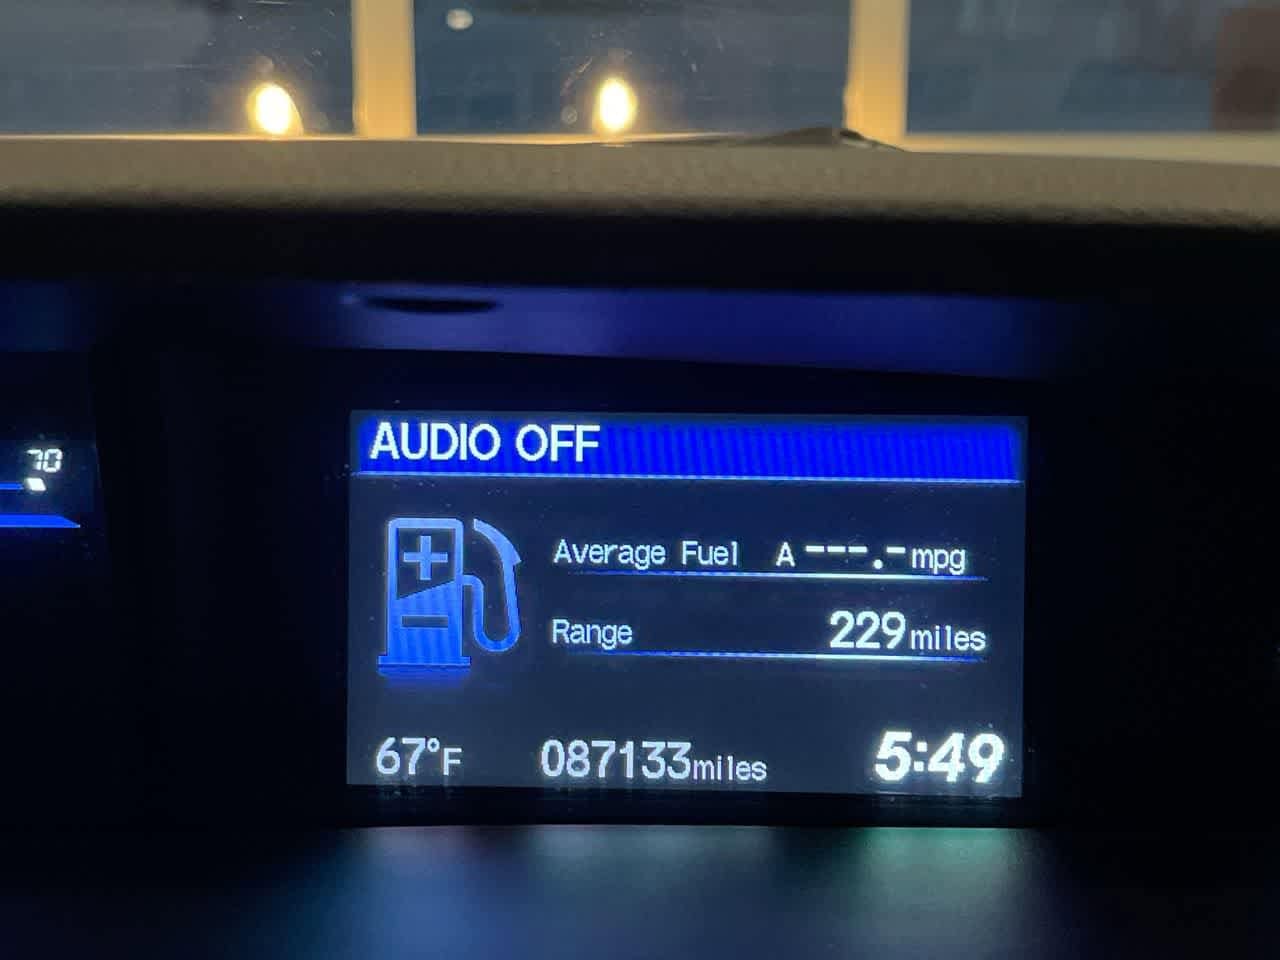 AUDIO OFF
70
Average Fuel A ---.- mpg
Range 229 miles
67°F 087133 miles 5:49